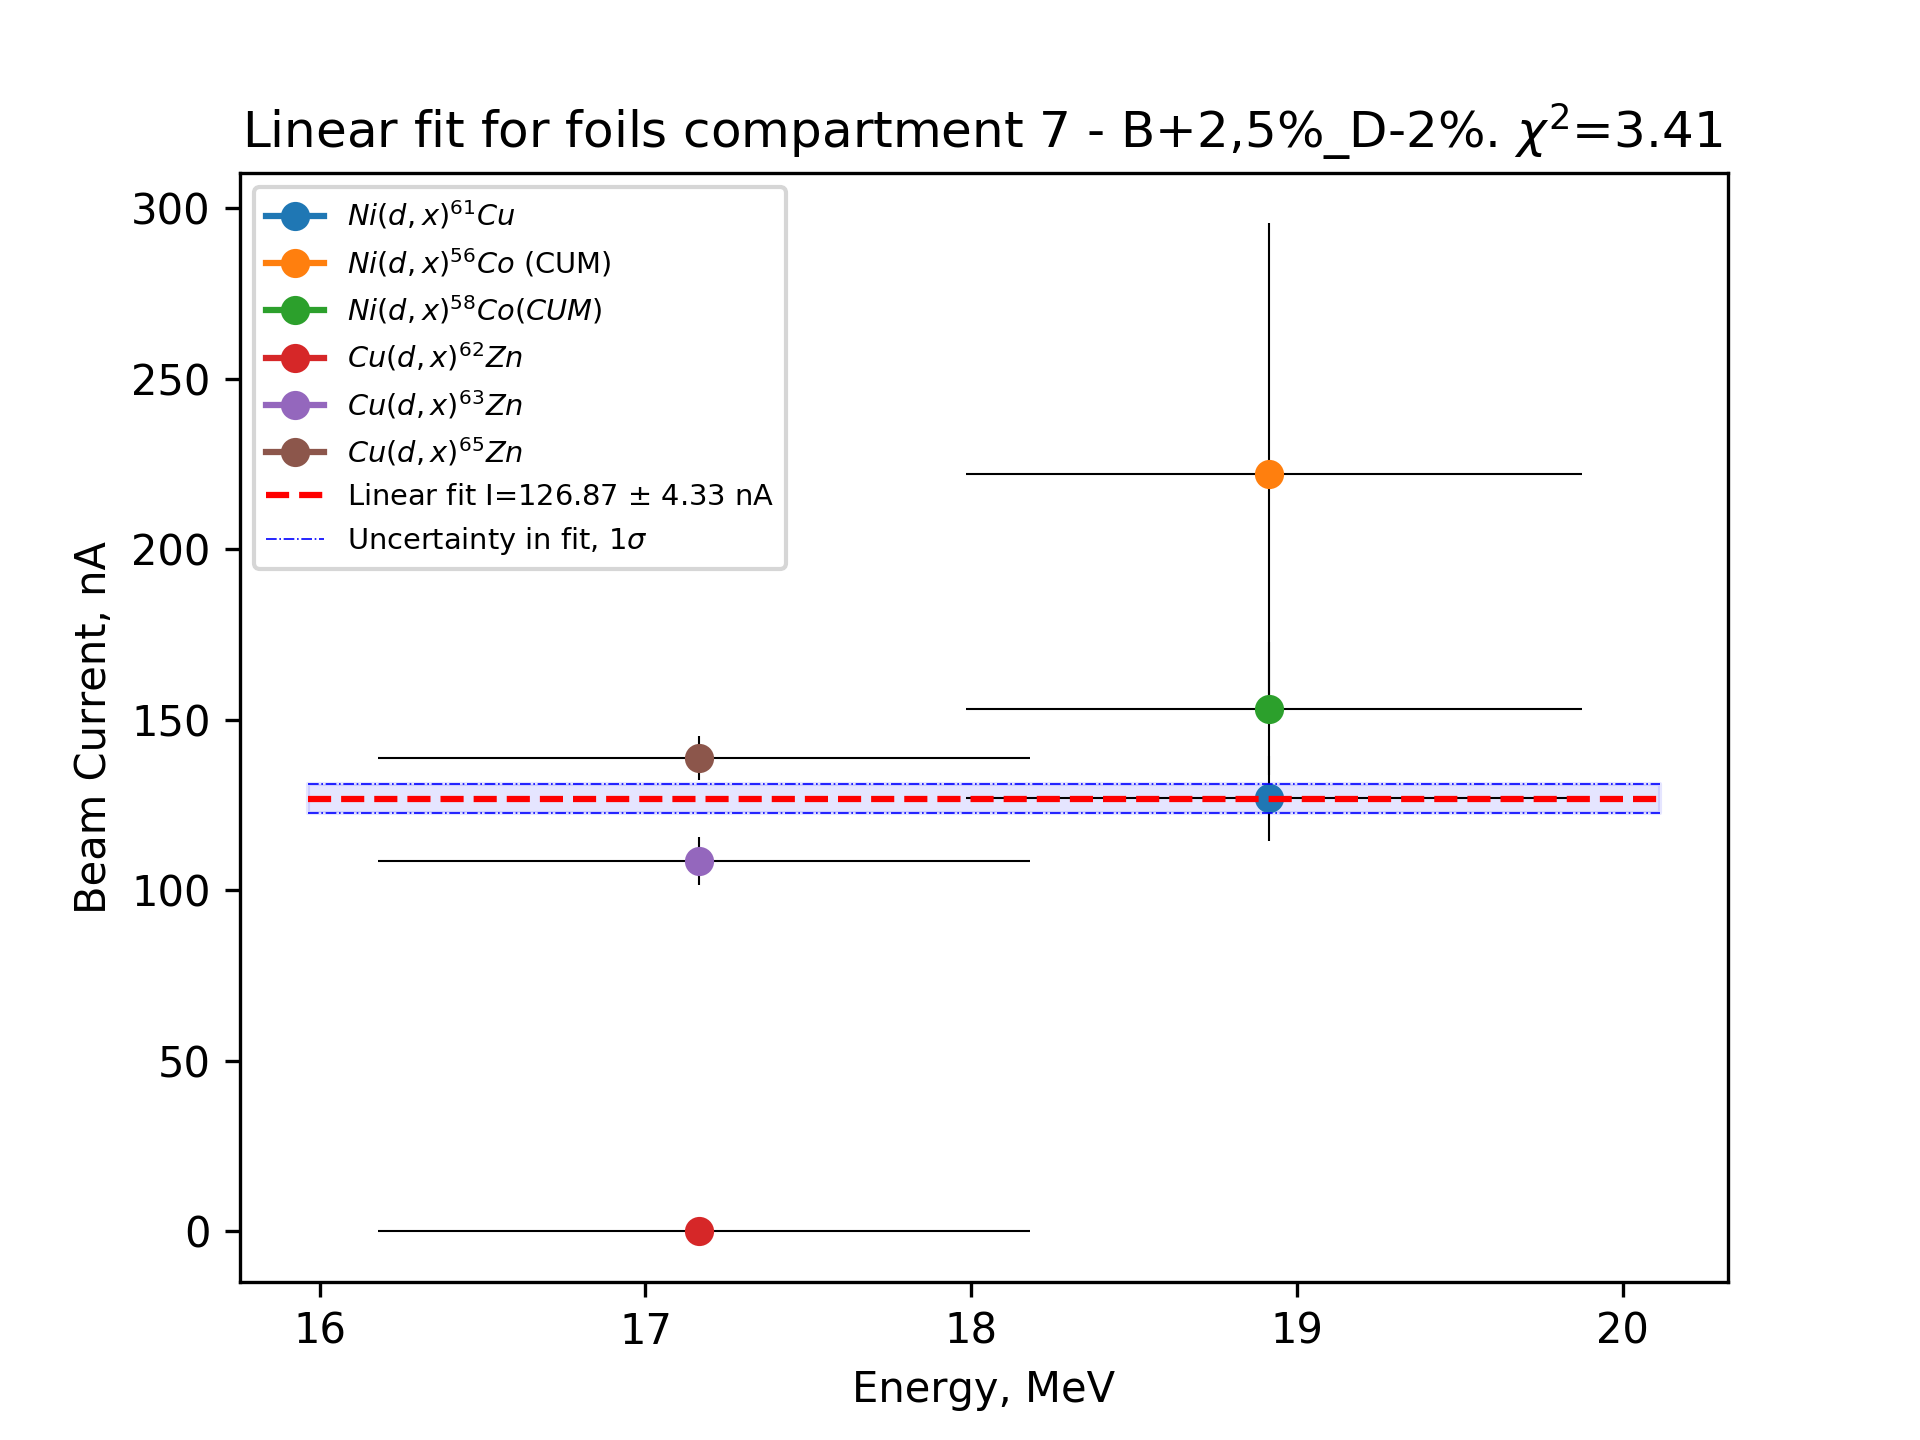 Linear fit for foils compartment 7 - B+2,5%_D-2%. χ²=3.41
300
250
200
150
100
50
0
Beam Current, nA
Ni(d, x)⁶¹Cu
Ni(d, x)⁵⁶Co (CUM)
Ni(d, x)⁵⁸Co(CUM)
Cu(d, x)⁶²Zn
Cu(d, x)⁶³Zn
Cu(d, x)⁶⁵Zn
Linear fit I=126.87 ± 4.33 nA
Uncertainty in fit, 1σ
16 17 18 19 20
Energy, MeV